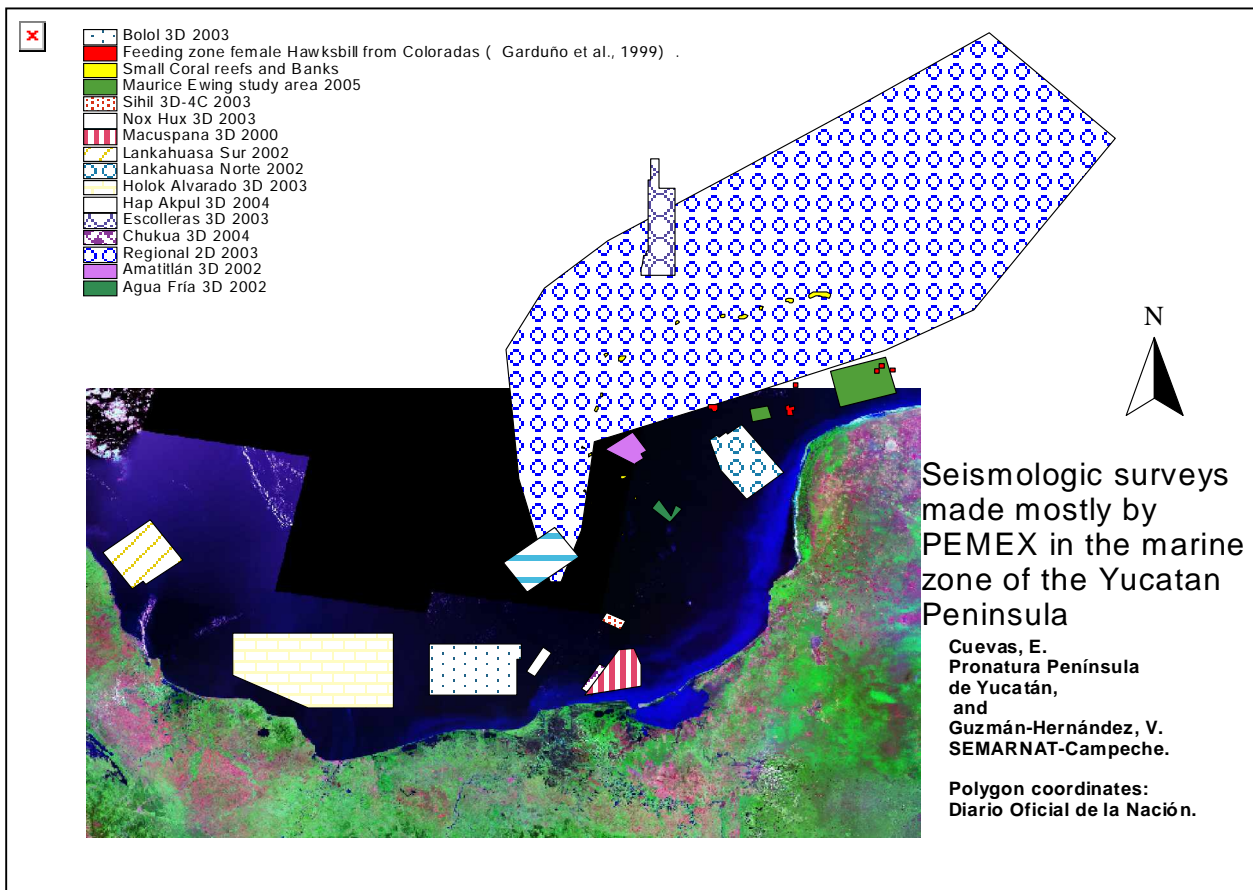 Bolol 3D 2003
Feeding zone female Hawksbill from Coloradas ( Garduño et al., 1999) .
Small Coral reefs and Banks
Maurice Ewing study area 2005
Sihil 3D-4C 2003
Nox Hux 3D 2003
Macuspana 3D 2000
Lankahuasa Sur 2002
Lankahuasa Norte 2002
Holok Alvarado 3D 2003
Hap Akpul 3D 2004
Escolleras 3D 2003
Chukua 3D 2004
Regional 2D 2003
Amatitlán 3D 2002
Agua Fría 3D 2002
N
Seismologic surveys
made mostly by
PEMEX in the marine
zone of the Yucatan
Peninsula
Cuevas, E.
Pronatura Península
de Yucatán,
and
Guzmán-Hernández, V.
SEMARNAT-Campeche.
Polygon coordinates:
Diario Oficial de la Nación.